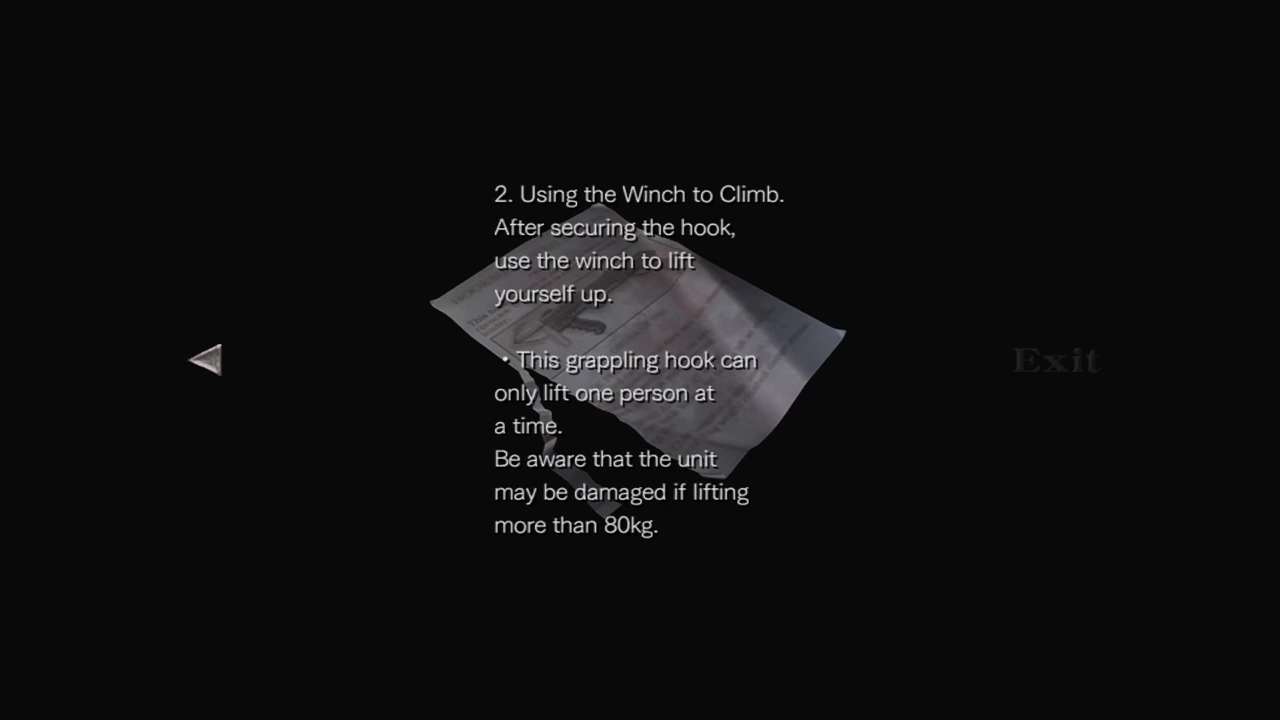 2. Using the Winch to Climb.
After securing the hook,
use the winch to lift
yourself up.
・This grappling hook can
only lift one person at
a time.
Be aware that the unit
may be damaged if lifting
more than 80kg.
Exit